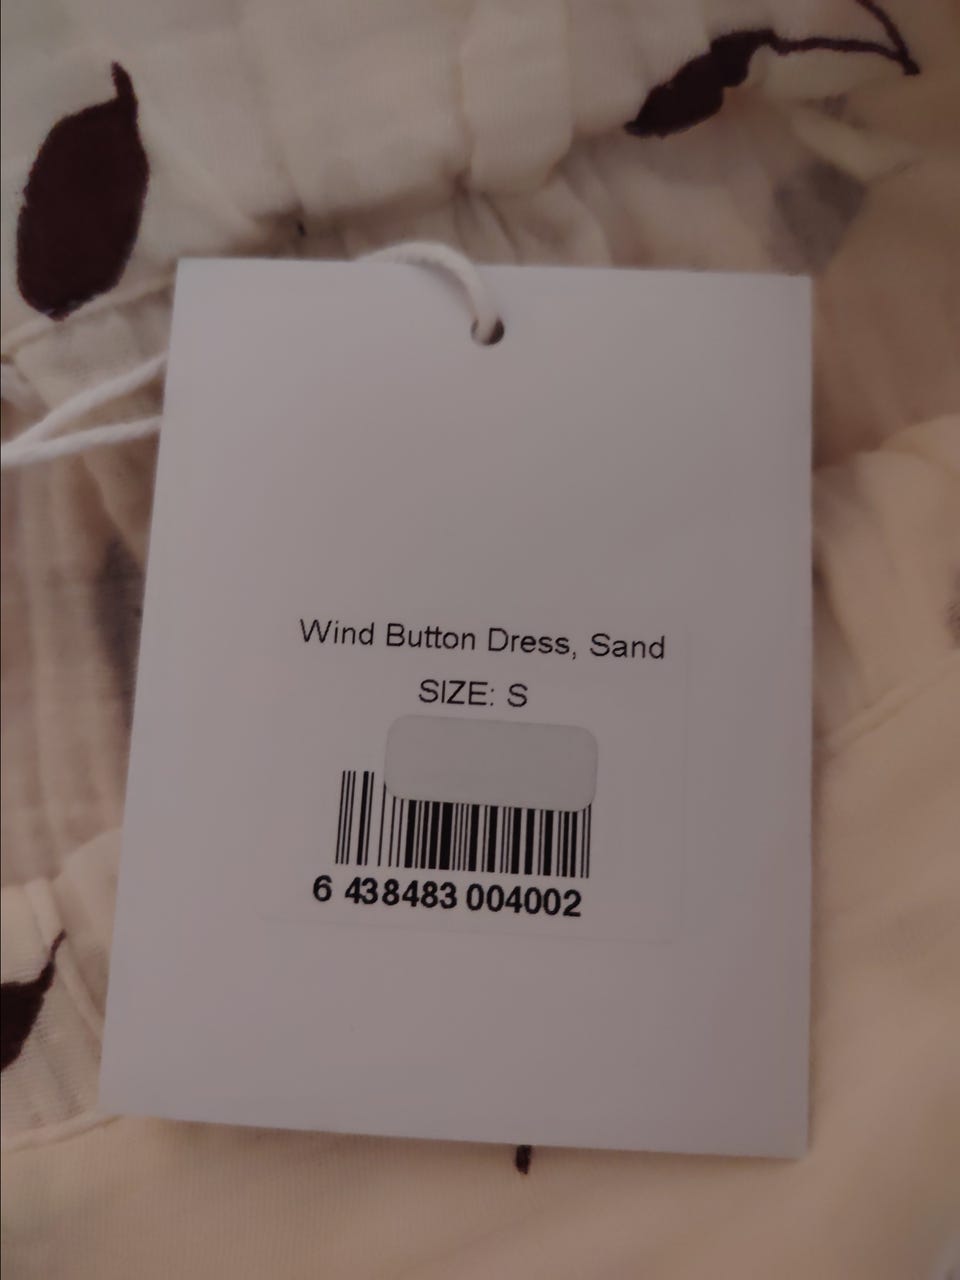 Wind Button Dress, Sand
SIZE: S
6 438483 004002